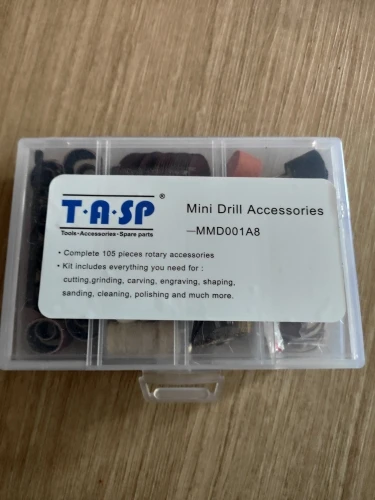 T·A·SP®
Tools-Accessories-Spare parts
Mini Drill Accessories
—MMD001A8
• Complete 105 pieces rotary accessories
• Kit includes everything you need for :
cutting,grinding, carving, engraving, shaping,
sanding, cleaning, polishing and much more.